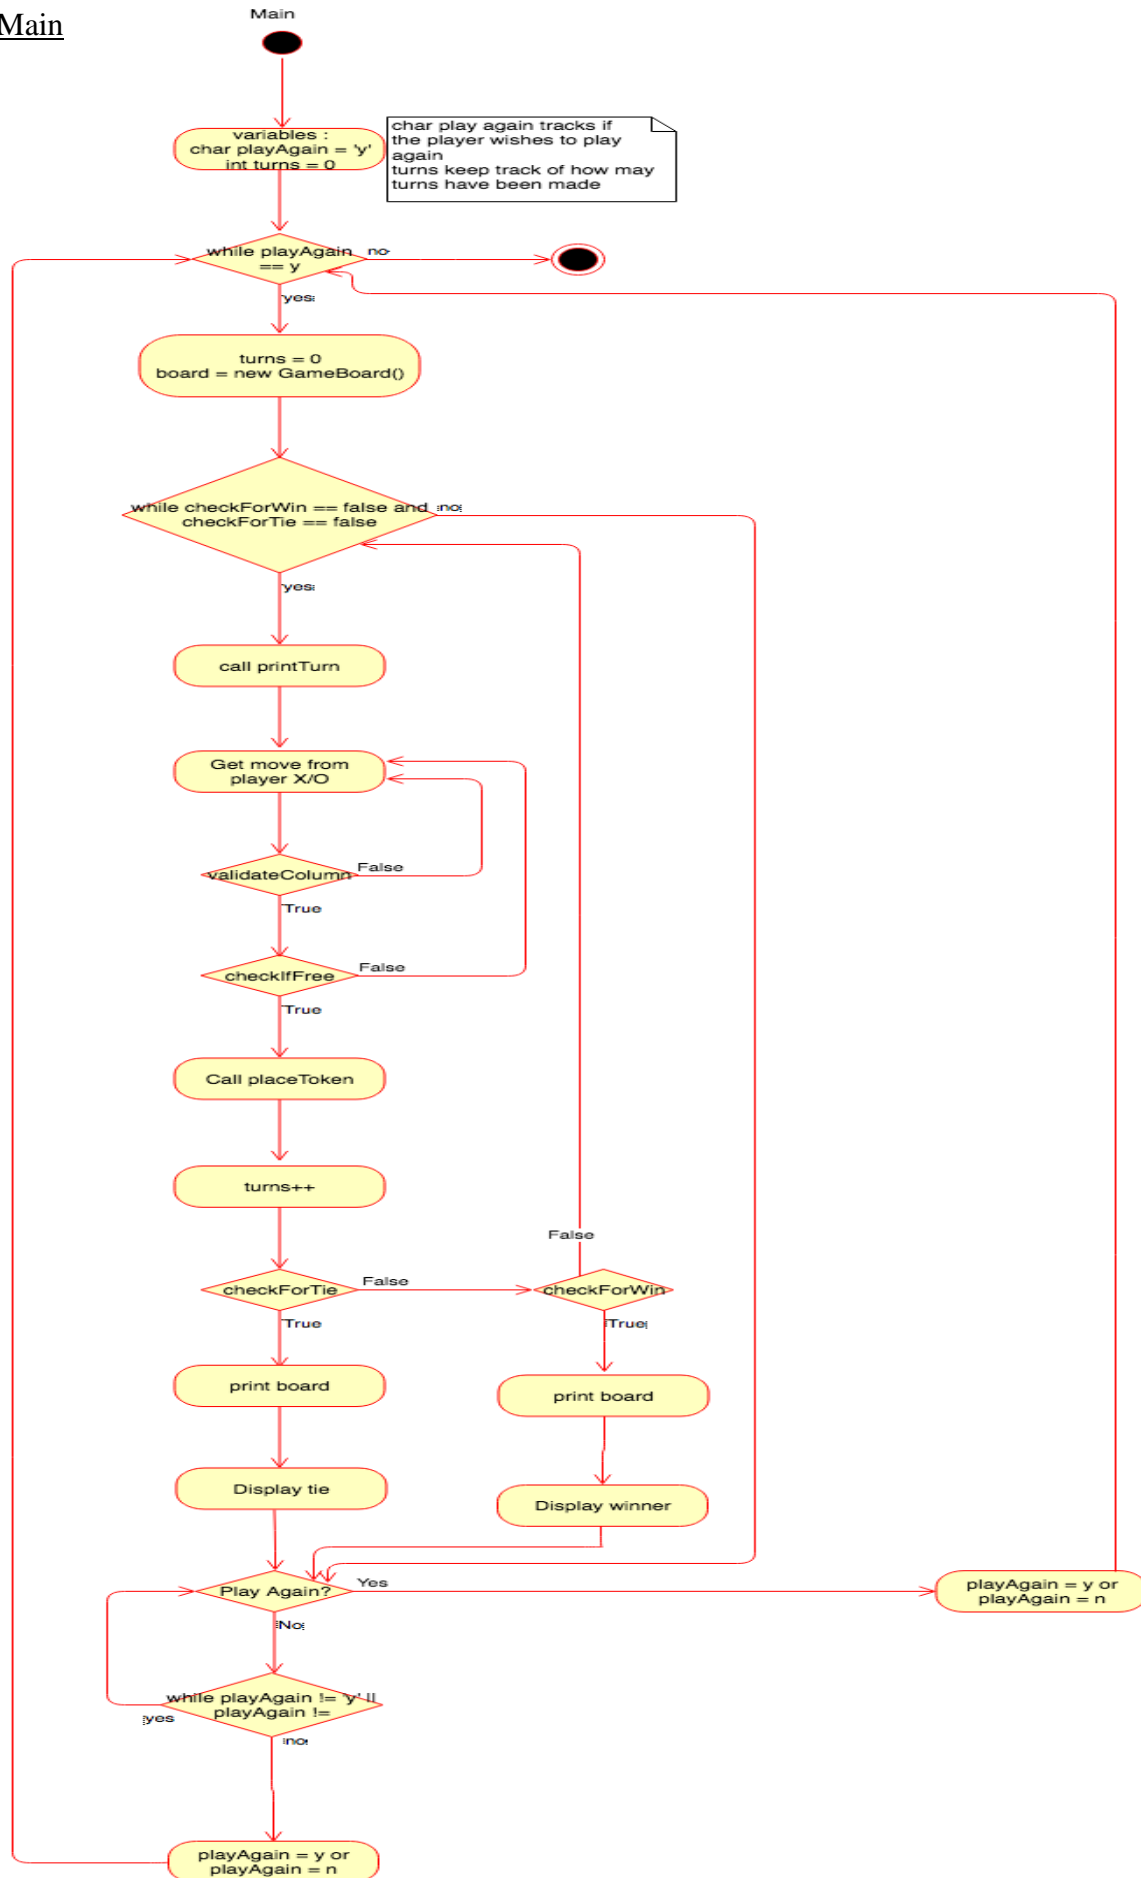 Main
Main
variables :
char playAgain = 'y'
int turns = 0
char play again tracks if
the player wishes to play
again
turns keep track of how may
turns have been made
while playAgain
== y
no
yes
turns = 0
board = new GameBoard()
while checkForWin == false and
checkForTie == false
no
yes
call printTurn
Get move from
player X/O
validateColumn
False
True
checkIfFree
False
True
Call placeToken
turns++
False
checkForTie
False
checkForWin
True
True
print board
print board
Display tie
Display winner
Play Again?
Yes
playAgain = y or
playAgain = n
No
while playAgain != 'y' ||
playAgain !=
yes
no
playAgain = y or
playAgain = n